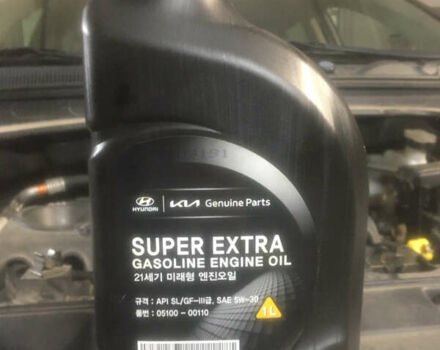 HYUNDAI KIA Genuine Parts
SUPER EXTRA
GASOLINE ENGINE OIL
21세기 미래형 엔진오일
규격 : API SL/GF-III급, SAE 5W-30
품번 : 05100 - 00110
1L